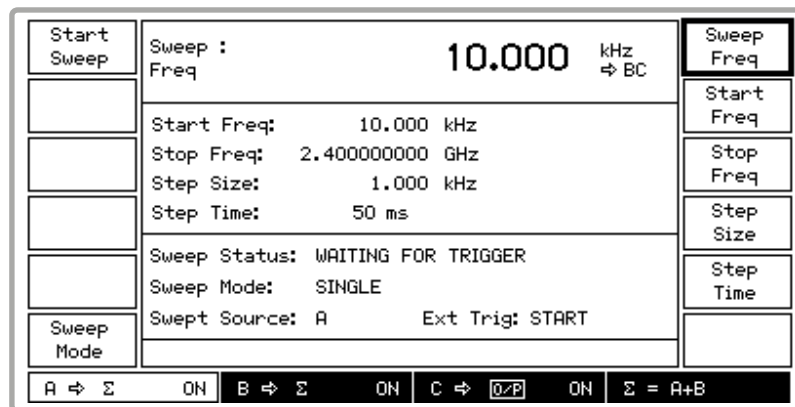 Start
Sweep
Sweep :
Freq
10.000 kHz
⇨ BC
Sweep
Freq
Start
Freq
Start Freq: 10.000 kHz
Stop Freq: 2.400000000 GHz
Step Size: 1.000 kHz
Step Time: 50 ms
Stop
Freq
Step
Size
Sweep Status: WAITING FOR TRIGGER
Sweep Mode: SINGLE
Swept Source: A Ext Trig: START
Step
Time
Sweep
Mode
A ⇨ Σ ON B ⇨ Σ ON C ⇨ O/P ON Σ = A+B